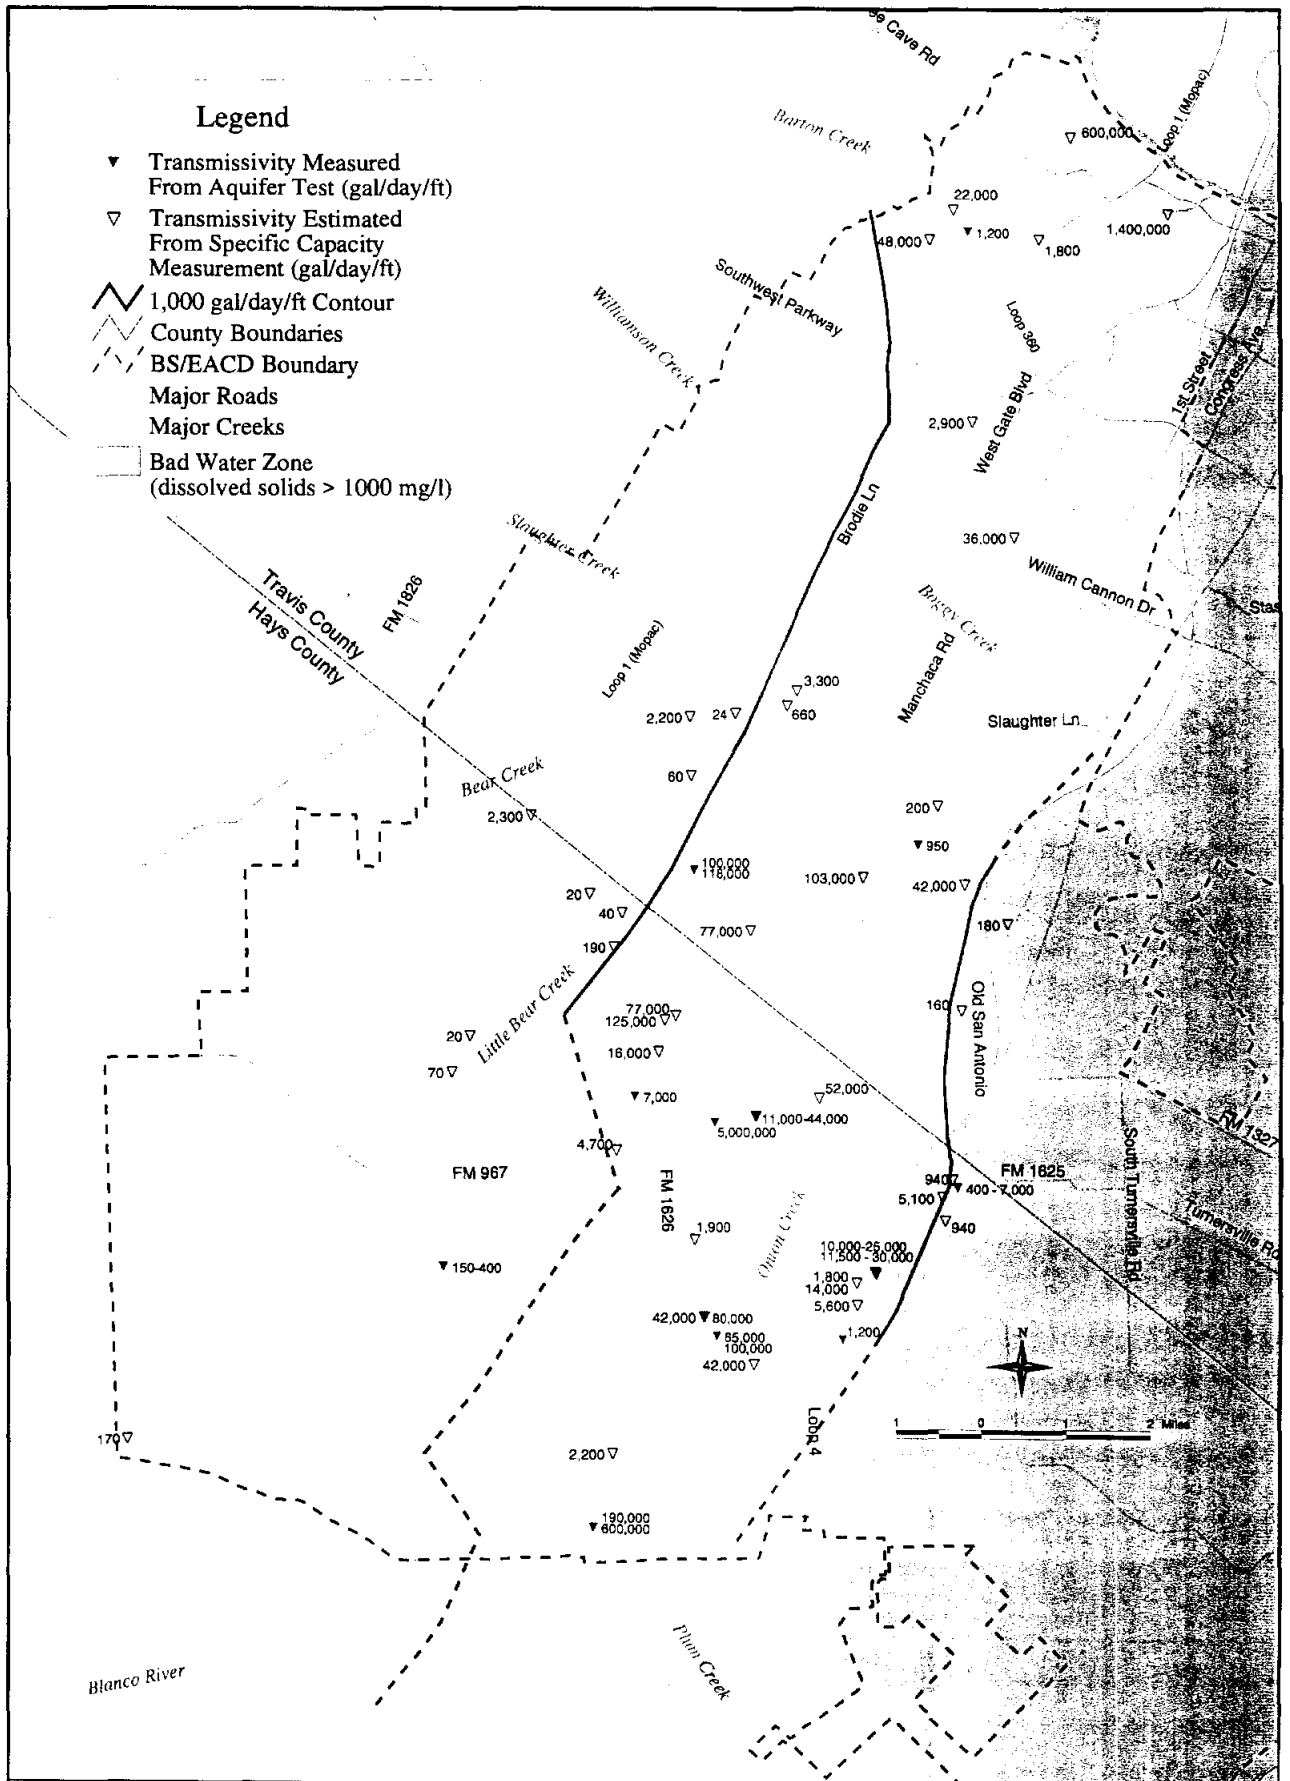 Legend
Transmissivity Measured
From Aquifer Test (gal/day/ft)
Transmissivity Estimated
From Specific Capacity
Measurement (gal/day/ft)
1,000 gal/day/ft Contour
County Boundaries
BS/EACD Boundary
Major Roads
Major Creeks
Bad Water Zone
(dissolved solids > 1000 mg/l)
Cave Rd
Barton Creek
Loop 1 (Mopac)
600,000
22,000
1,400,000
48,000
1,200
1,800
Southwest Parkway
Williamson Creek
Loop 360
1st Street
Congress Ave
2,900
West Gate Blvd
Brodie Ln
Slaughter Creek
36,000
William Cannon Dr
Travis County
Hays County
FM 1826
Boggy Creek
Loop 1 (Mopac)
Manchaca Rd
3,300
2,200
24
660
Slaughter Ln
60
Bear Creek
2,300
200
950
100,000
118,000
103,000
42,000
20
40
180
77,000
190
Little Bear Creek
Old San Antonio
160
77,000
125,000
20
16,000
70
7,000
52,000
11,000-44,000
5,000,000
FM 1327
4,700
FM 967
FM 1626
FM 1625
940
400 - 7,000
5,100
South Turnersville Rd
Turnersville Rd
1,900
Onion Creek
940
10,000-25,000
11,500 - 30,000
150-400
1,800
14,000
5,600
42,000
80,000
1,200
N
100,000
42,000
Loop 4
1 0 1 2 Miles
170
2,200
190,000
600,000
Plum Creek
Blanco River